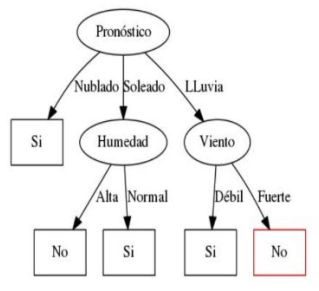 Pronóstico
Nublado Soleado LLuvia
Si Humedad Viento
Alta Normal Débil Fuerte
No Si Si No